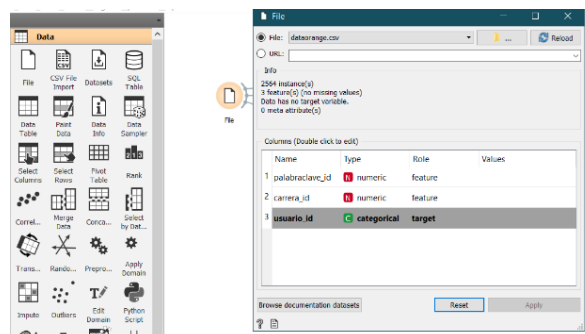 Data
File CSV File Import Datasets SQL Table
Data Table Paint Data Data Info Data Sampler
Select Columns Select Rows Pivot Table Rank
Correl... Merge Data Conca... Select by Dat...
Trans... Rando... Prepro... Apply Domain
Impute Outliers Edit Domain Python Script
File
File
File: dataorange.csv ... Reload
URL:
Info
2564 instance(s)
3 feature(s) (no missing values)
Data has no target variable.
0 meta attribute(s)
Columns (Double click to edit)
Name Type Role Values
1 palabraclave_id N numeric feature
2 carrera_id N numeric feature
3 usuario_id C categorical target
Browse documentation datasets Reset Apply
?